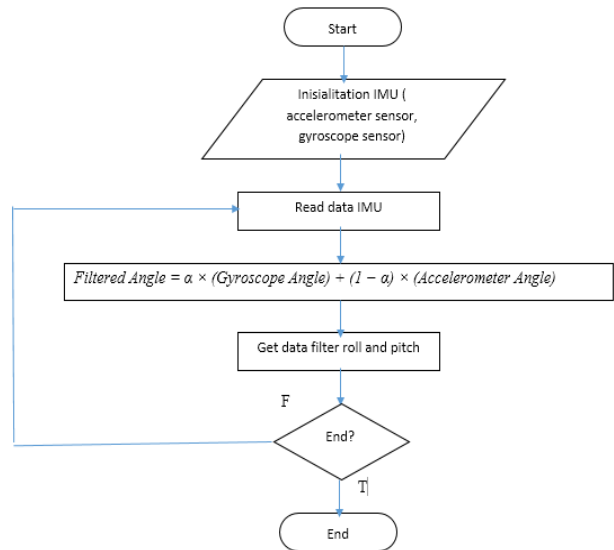 Start
Inisialitation IMU (
accelerometer sensor,
gyroscope sensor)
Read data IMU
Filtered Angle = α × (Gyroscope Angle) + (1 − α) × (Accelerometer Angle)
Get data filter roll and pitch
F
End?
T
End